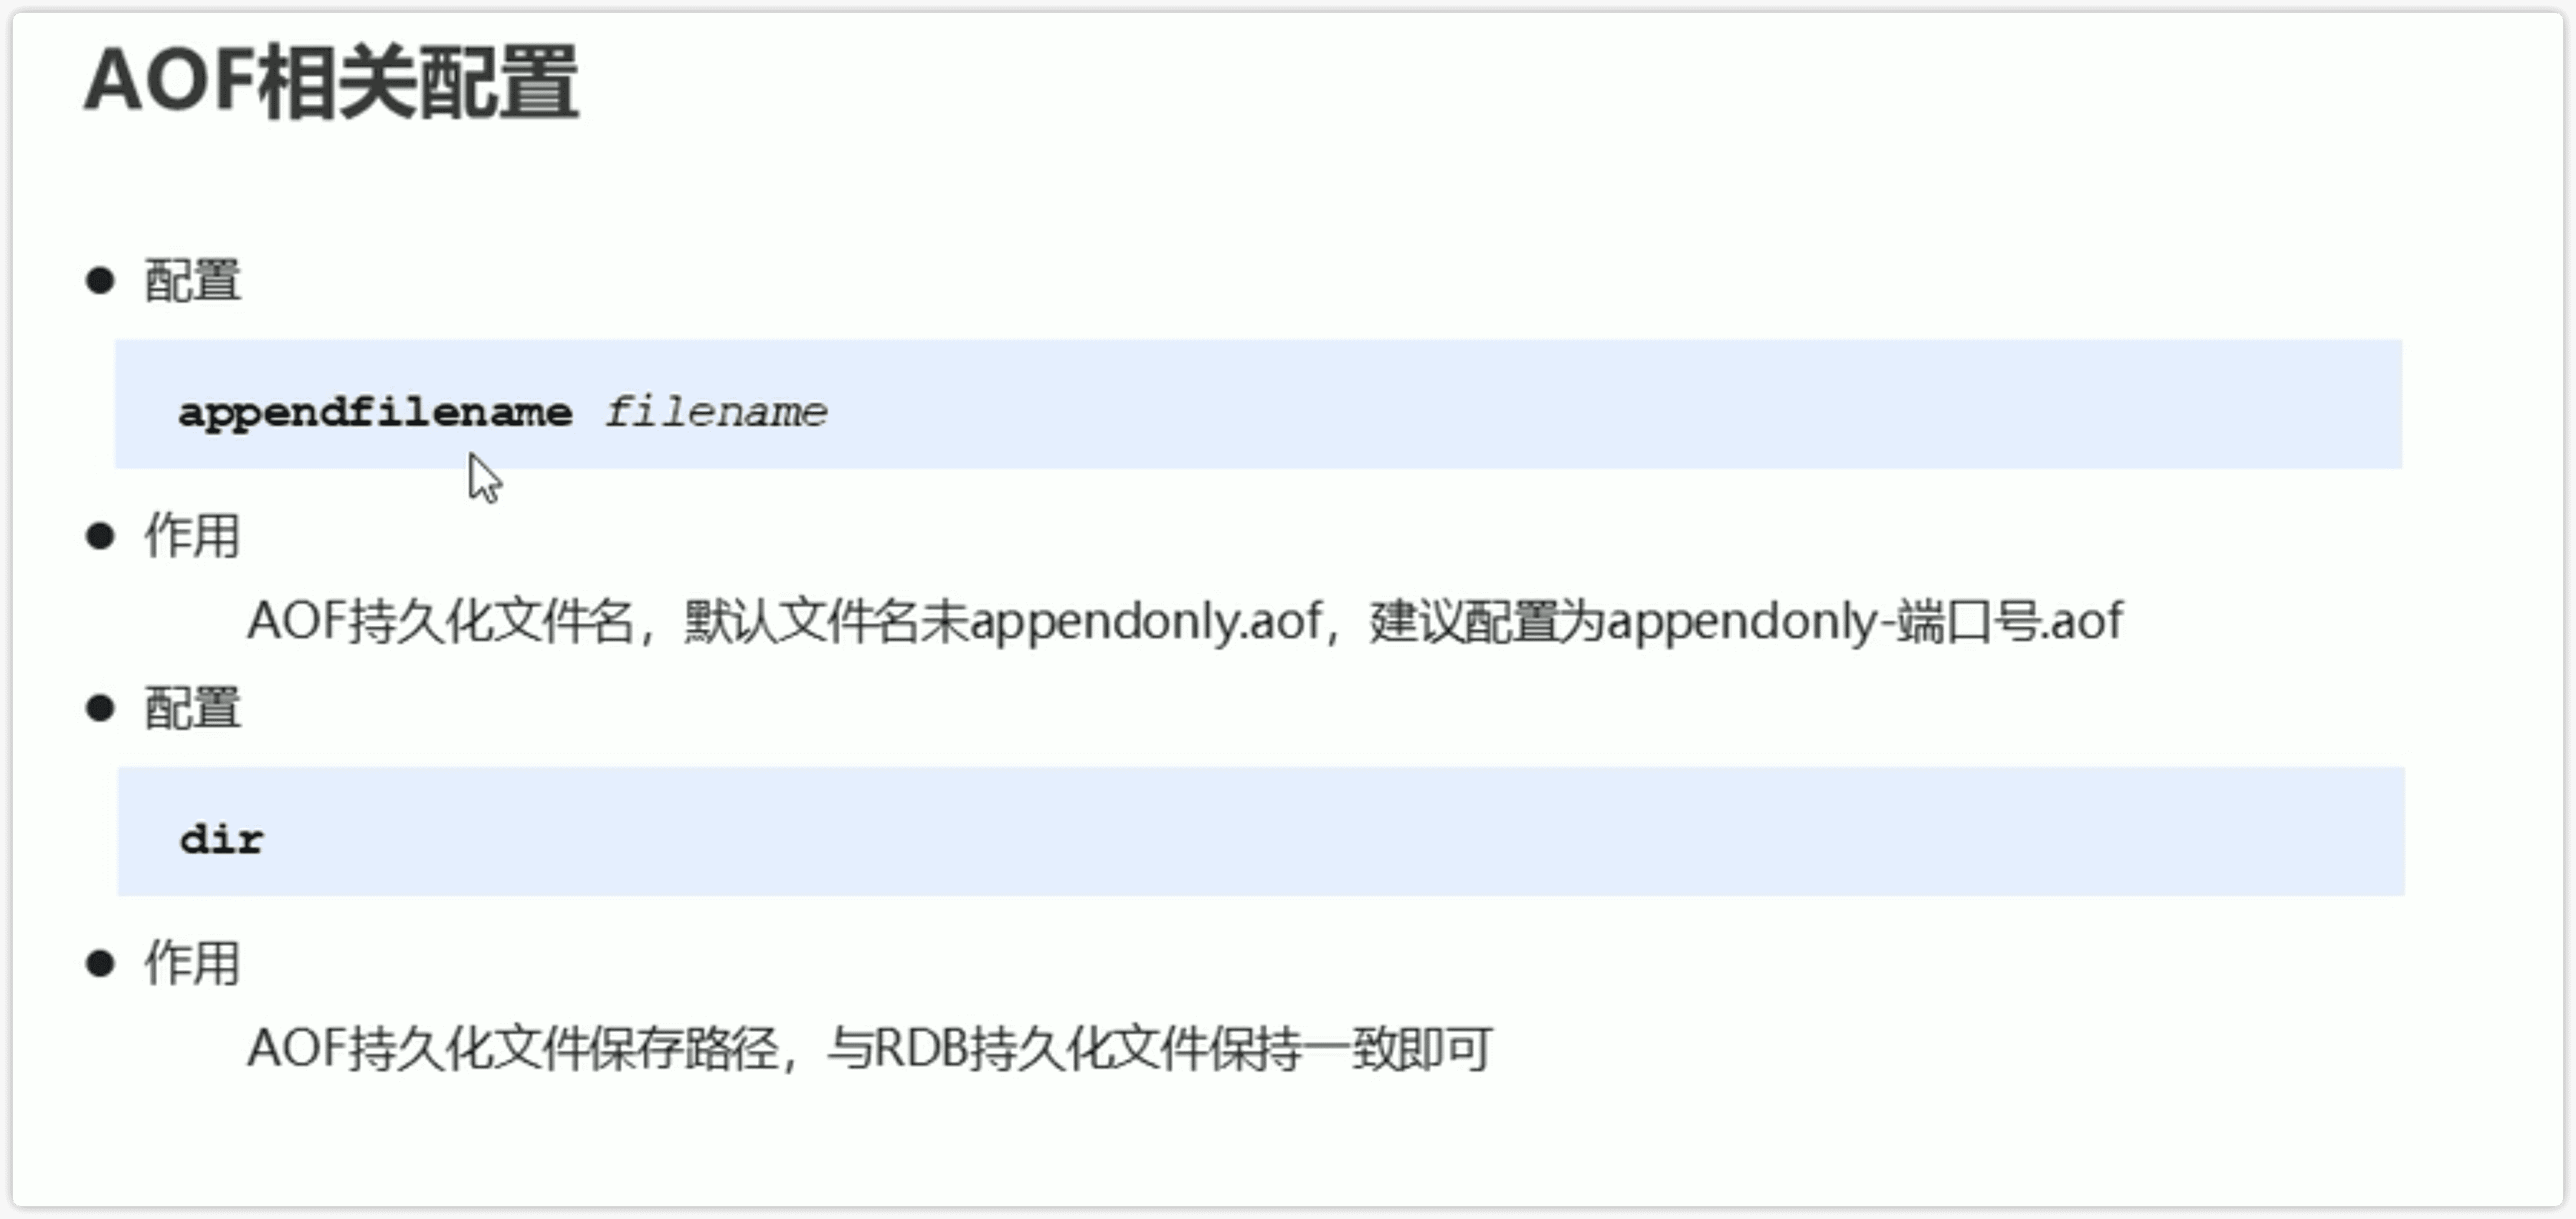 AOF相关配置
● 配置
appendfilename filename
● 作用
AOF持久化文件名，默认文件名未appendonly.aof，建议配置为appendonly-端口号.aof
● 配置
dir
● 作用
AOF持久化文件保存路径，与RDB持久化文件保持一致即可